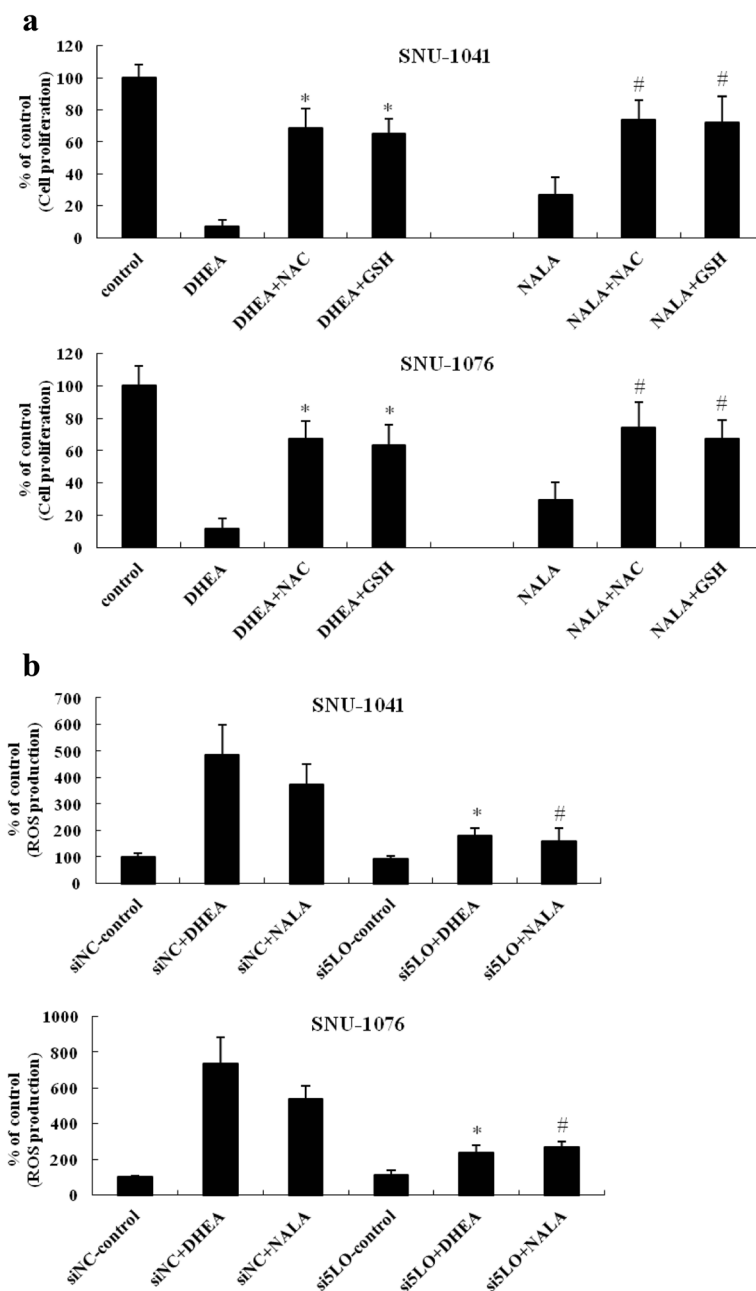 a
SNU-1041
% of control
(Cell proliferation)
120
100
80
60
40
20
0
* * # #
control DHEA DHEA+NAC DHEA+GSH NALA NALA+NAC NALA+GSH
SNU-1076
% of control
(Cell proliferation)
120
100
80
60
40
20
0
* * # #
control DHEA DHEA+NAC DHEA+GSH NALA NALA+NAC NALA+GSH
b
SNU-1041
% of control
(ROS production)
700
600
500
400
300
200
100
0
* #
siNC-control siNC+DHEA siNC+NALA si5LO-control si5LO+DHEA si5LO+NALA
SNU-1076
% of control
(ROS production)
1000
800
600
400
200
0
* #
siNC-control siNC+DHEA siNC+NALA si5LO-control si5LO+DHEA si5LO+NALA